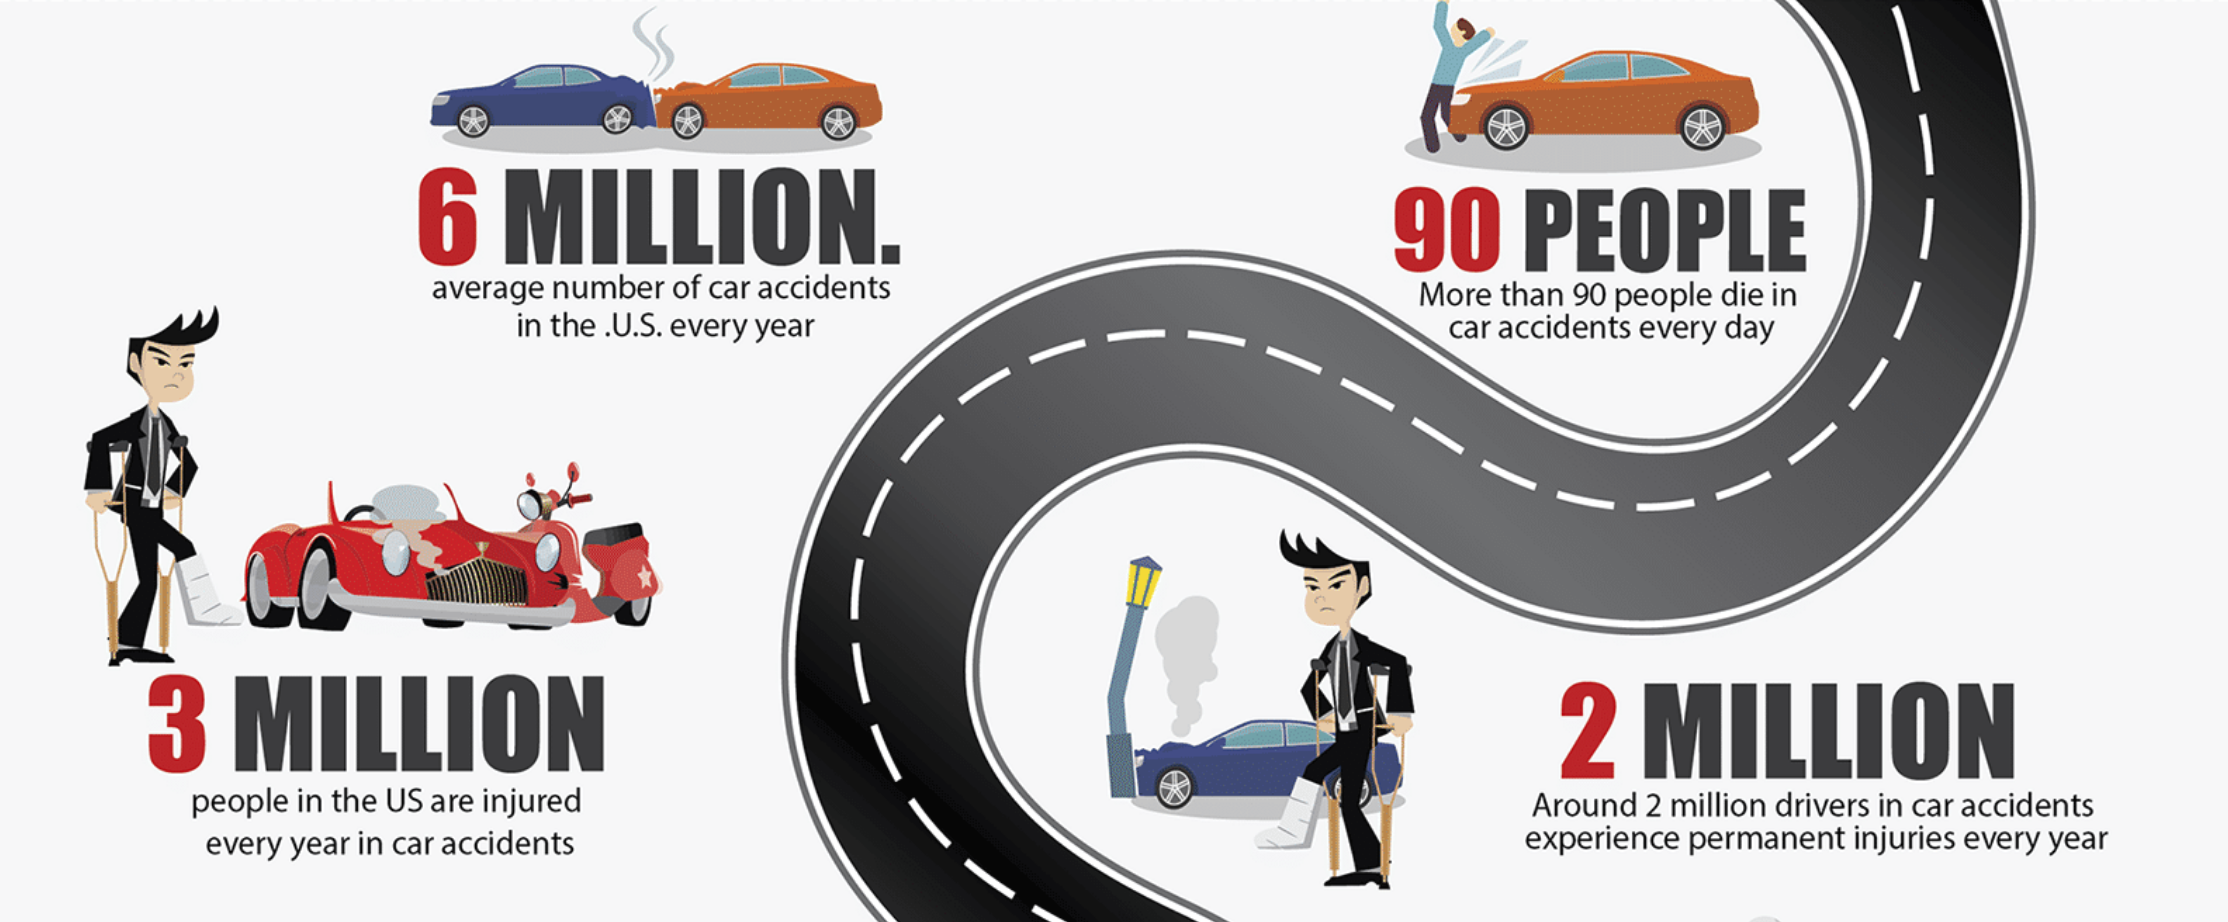 6 MILLION.
average number of car accidents
in the .U.S. every year
90 PEOPLE
More than 90 people die in
car accidents every day
3 MILLION
people in the US are injured
every year in car accidents
2 MILLION
Around 2 million drivers in car accidents
experience permanent injuries every year